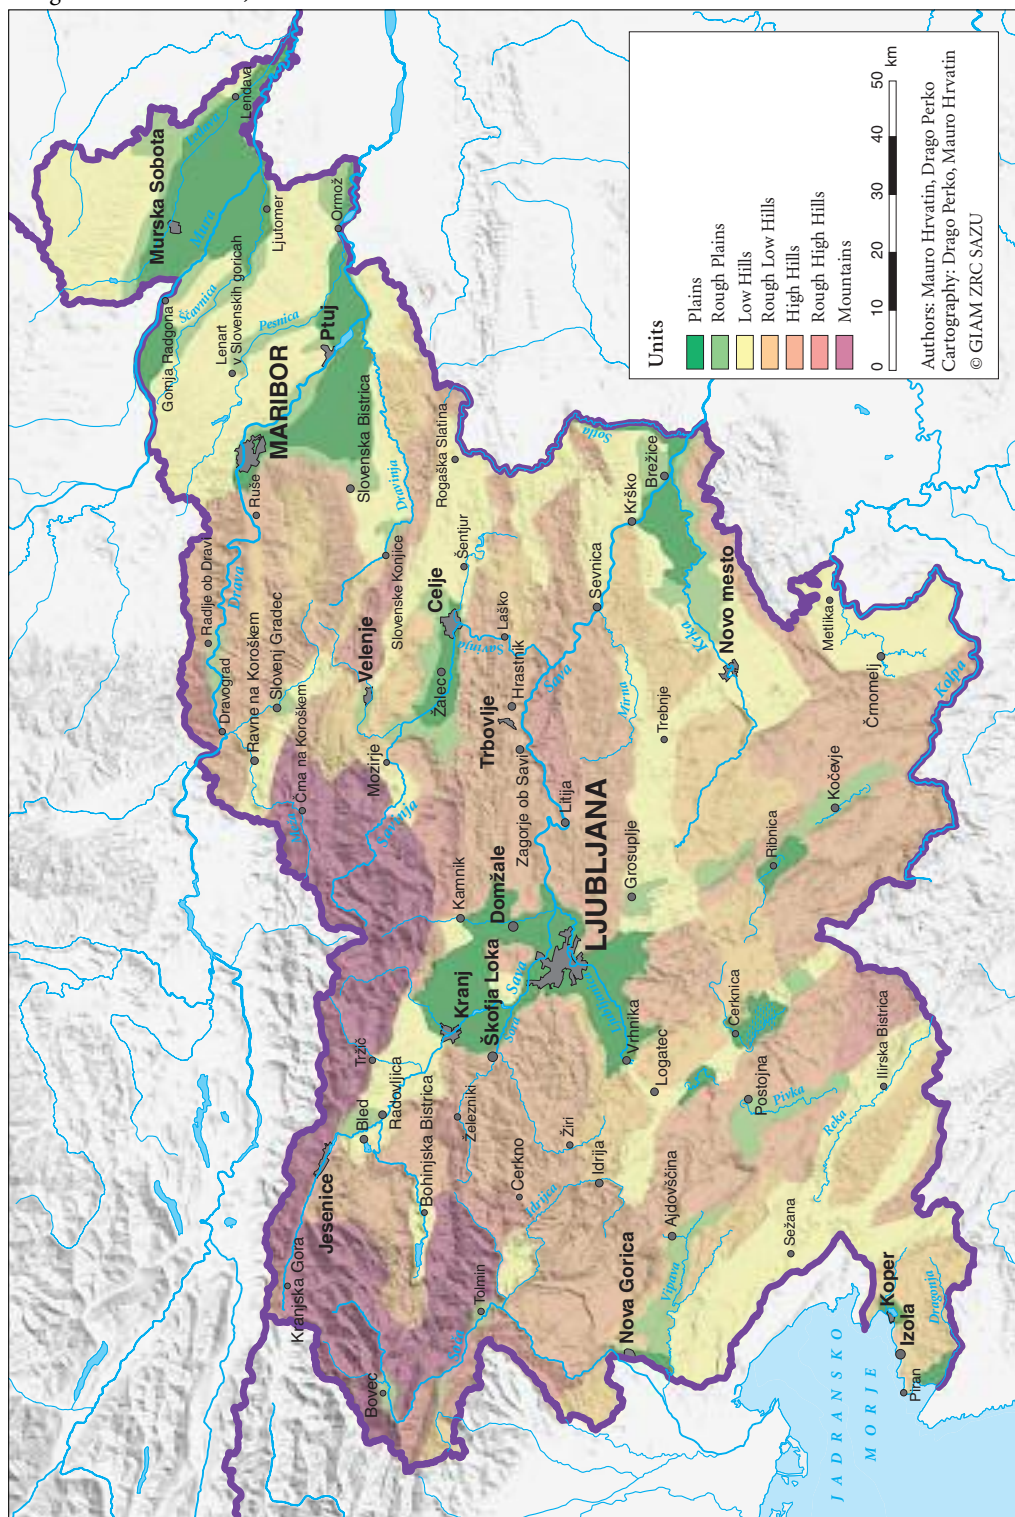 Kranjska Gora
Jesenice
Bovec
Bled
Radovljica
Tržič
Bohinjska Bistrica
Tolmin
Soča
Železniki
Cerkno
Idrijca
Žiri
Idrija
Kranj
Škofja Loka
Sora
Sava
Kamnik
Domžale
LJUBLJANA
Ljubljanica
Vrhnika
Logatec
Nova Gorica
Ajdovščina
Vipava
Sežana
Postojna
Pivka
Cerknica
Reka
Ilirska Bistrica
Koper
Izola
Piran
Dragonja
JADRANSKO
MORJE
Dravograd
Ravne na Koroškem
Slovenj Gradec
Črna na Koroškem
Meža
Radlje ob Dravi
Drava
Ruše
MARIBOR
Mozirje
Savinja
Velenje
Žalec
Celje
Savinja
Šentjur
Laško
Slovenske Konjice
Dravinja
Slovenska Bistrica
Rogaška Slatina
Trbovlje
Hrastnik
Zagorje ob Savi
Litija
Sava
Sevnica
Mirna
Trebnje
Grosuplje
Krško
Brežice
Sotla
Krka
Novo mesto
Ribnica
Kočevje
Metlika
Črnomelj
Kolpa
Gornja Radgona
Ščavnica
Lenart
v Slovenskih goricah
Pesnica
Ptuj
Ormož
Ljutomer
Mura
Murska Sobota
Ledava
Lendava
Units
Plains
Rough Plains
Low Hills
Rough Low Hills
High Hills
Rough High Hills
Mountains
0 10 20 30 40 50 km
Authors: Mauro Hrvatin, Drago Perko
Cartography: Drago Perko, Mauro Hrvatin
© GIAM ZRC SAZU